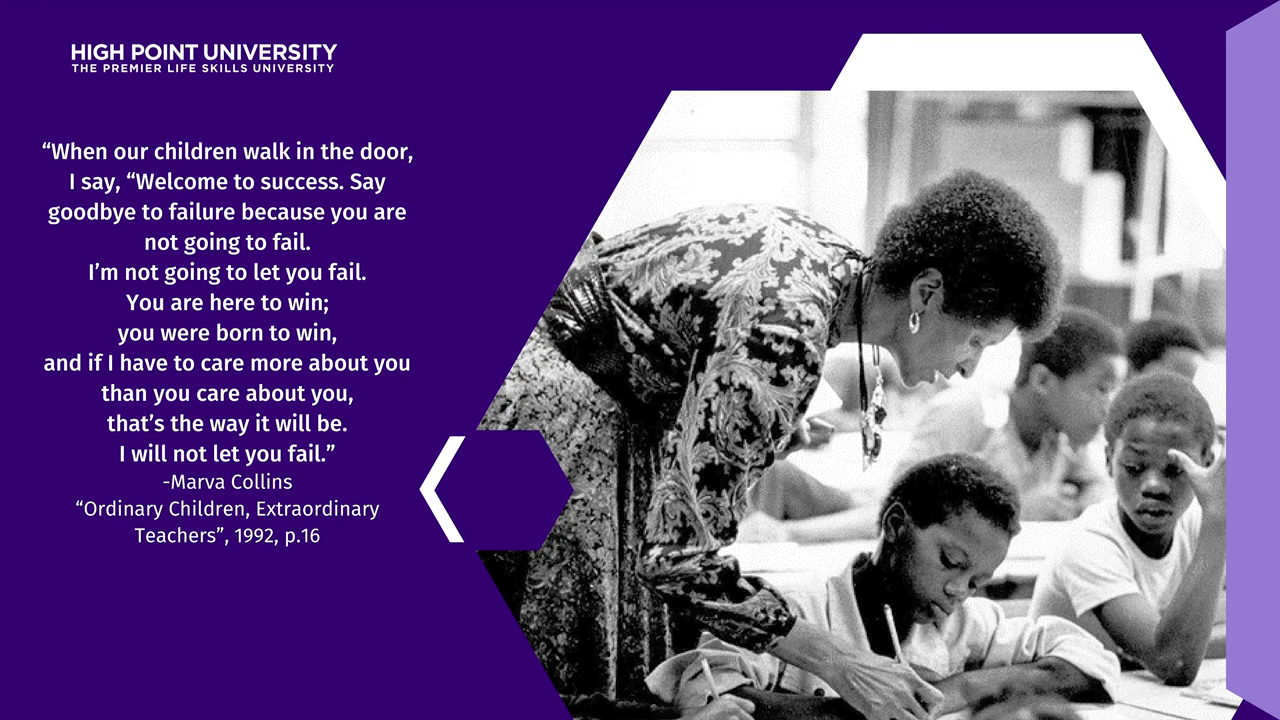 HIGH POINT UNIVERSITY
THE PREMIER LIFE SKILLS UNIVERSITY
“When our children walk in the door,
I say, “Welcome to success. Say
goodbye to failure because you are
not going to fail.
I’m not going to let you fail.
You are here to win;
you were born to win,
and if I have to care more about you
than you care about you,
that’s the way it will be.
I will not let you fail.”
-Marva Collins
“Ordinary Children, Extraordinary
Teachers”, 1992, p.16